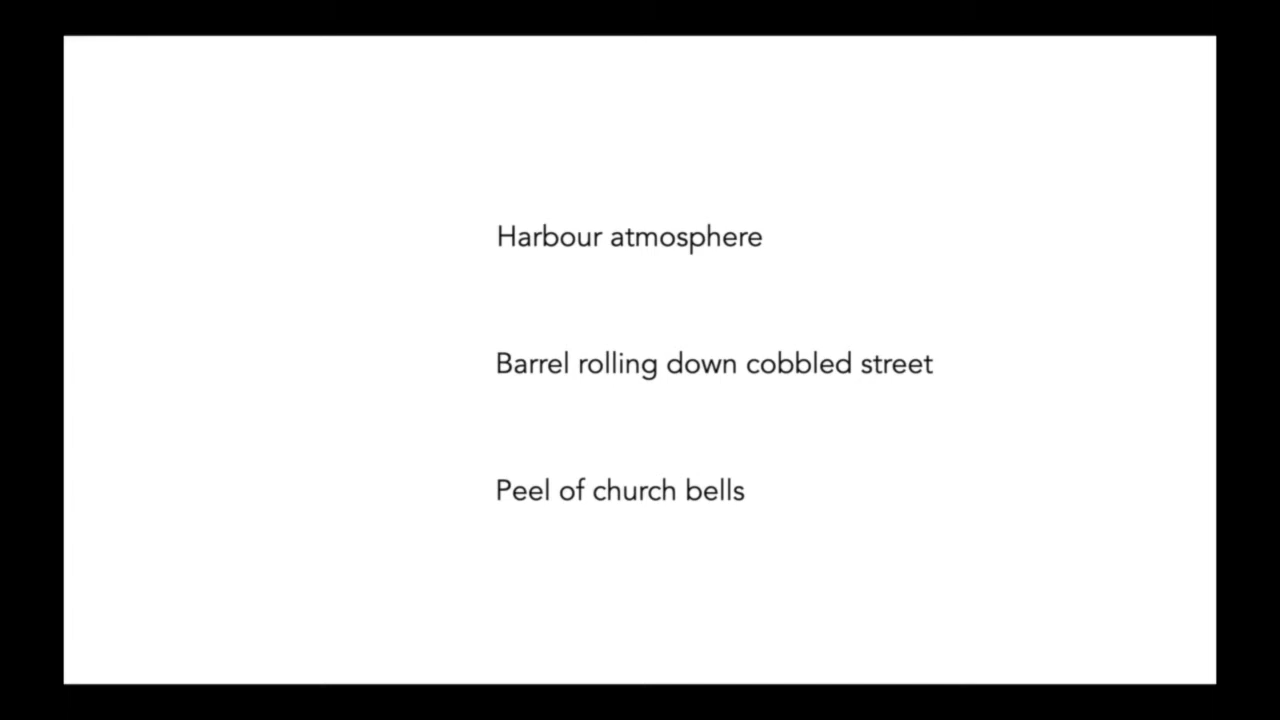 Harbour atmosphere
Barrel rolling down cobbled street
Peel of church bells